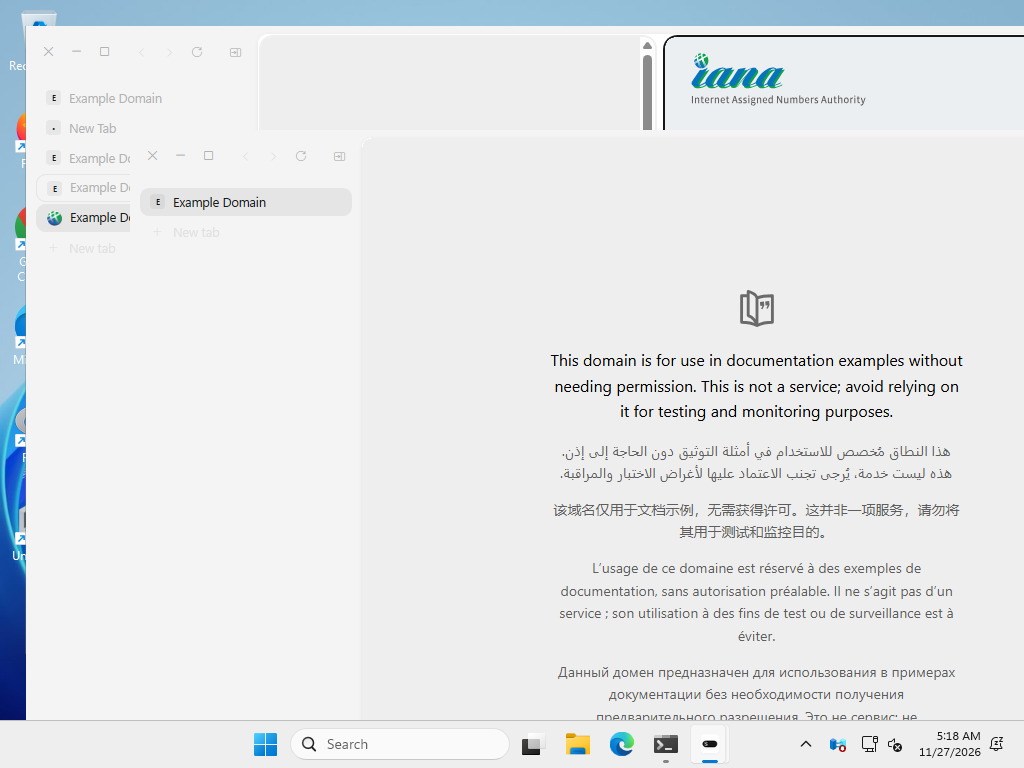 Example Domain
New Tab
Example Do
Example D
Example Do
New tab
iana
Internet Assigned Numbers Authority
Example Domain
New tab
This domain is for use in documentation examples without
needing permission. This is not a service; avoid relying on
it for testing and monitoring purposes.
هذا النطاق مُخصص للاستخدام في أمثلة التوثيق دون الحاجة إلى إذن.
هذه ليست خدمة، يُرجى تجنب الاعتماد عليها لأغراض الاختبار والمراقبة.
该域名仅用于文档示例，无需获得许可。这并非一项服务，请勿将
其用于测试和监控目的。
L’usage de ce domaine est réservé à des exemples de
documentation, sans autorisation préalable. Il ne s’agit pas d’un
service ; son utilisation à des fins de test ou de surveillance est à
éviter.
Данный домен предназначен для использования в примерах
документации без необходимости получения
предварительного разрешения. Это не сервис; не
Search
5:18 AM
11/27/2026